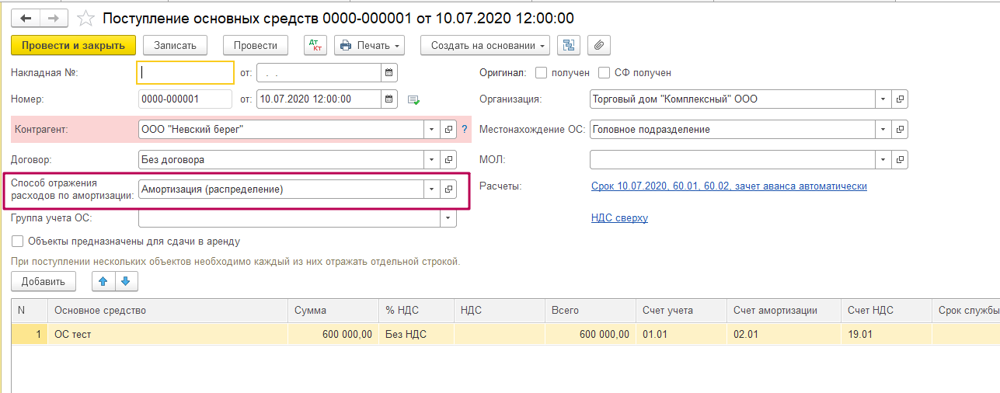 Поступление основных средств 0000-000001 от 10.07.2020 12:00:00
Провести и закрыть Записать Провести Дт Кт Печать Создать на основании
Накладная №: от: . . Оригинал: получен СФ получен
Номер: 0000-000001 от: 10.07.2020 12:00:00 Организация: Торговый дом "Комплексный" ООО
Контрагент: ООО "Невский берег" ? Местонахождение ОС: Головное подразделение
Договор: Без договора МОЛ:
Способ отражения
расходов по амортизации: Амортизация (распределение) Расчеты: Срок 10.07.2020, 60.01, 60.02, зачет аванса автоматически
Группа учета ОС: НДС сверху
Объекты предназначены для сдачи в аренду
При поступлении нескольких объектов необходимо каждый из них отражать отдельной строкой.
Добавить
N Основное средство Сумма % НДС НДС Всего Счет учета Счет амортизации Счет НДС Срок службы
1 ОС тест 600 000,00 Без НДС 600 000,00 01.01 02.01 19.01